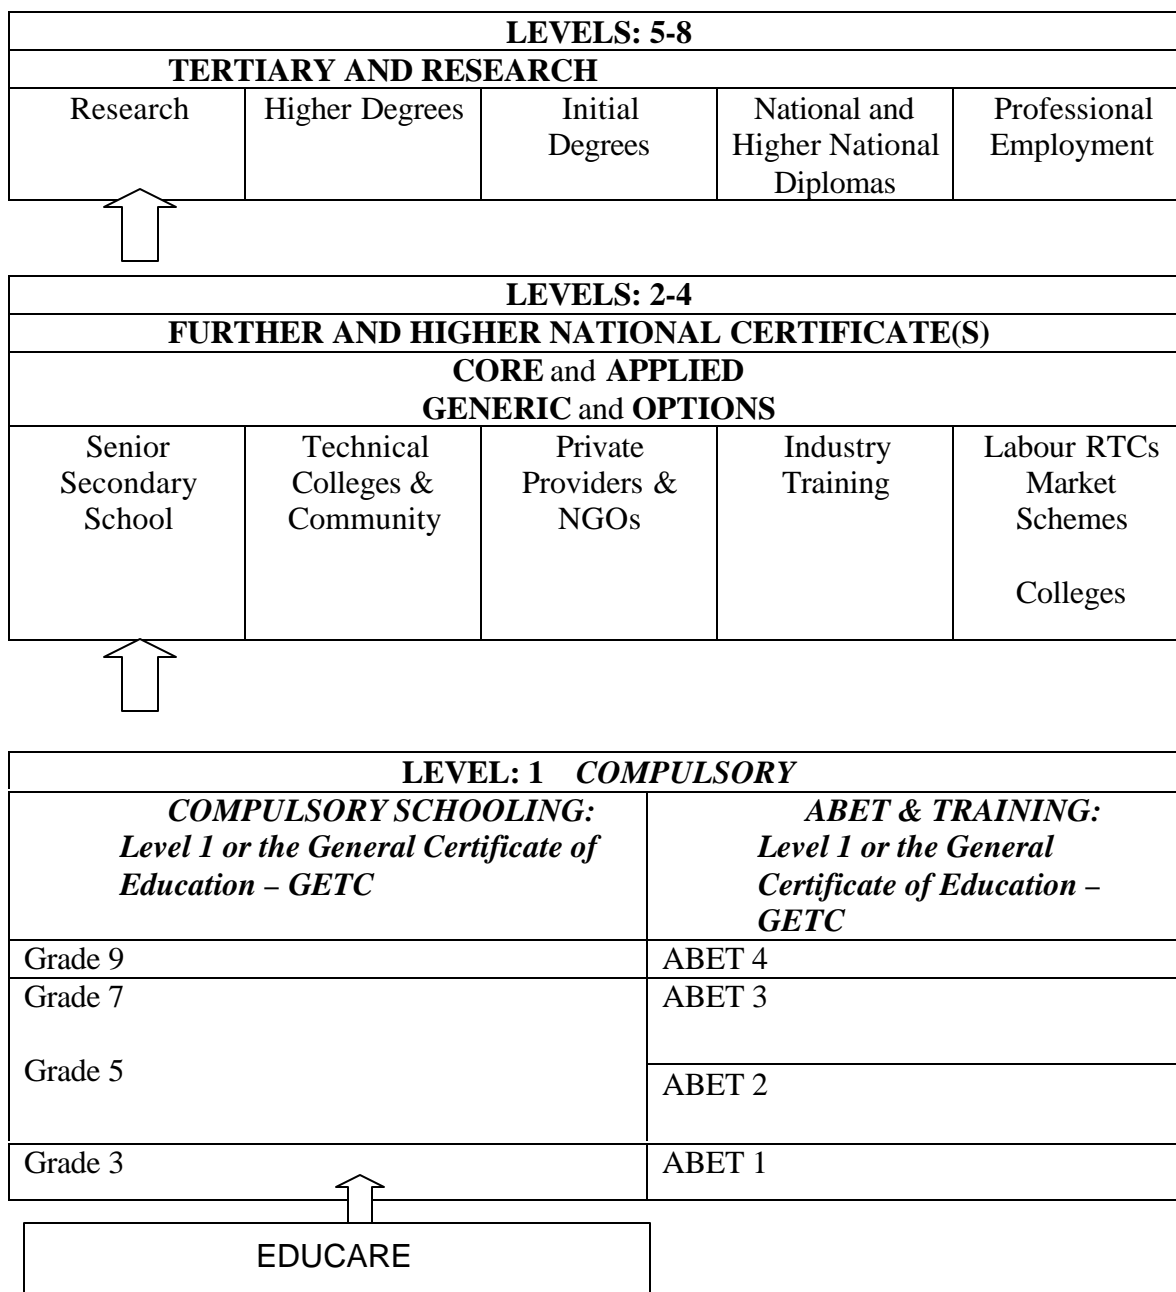 LEVELS: 5-8
TERTIARY AND RESEARCH
Research
Higher Degrees
Initial
Degrees
National and
Higher National
Diplomas
Professional
Employment
LEVELS: 2-4
FURTHER AND HIGHER NATIONAL CERTIFICATE(S)
CORE and APPLIED
GENERIC and OPTIONS
Senior
Secondary
School
Technical
Colleges &
Community
Private
Providers &
NGOs
Industry
Training
Labour RTCs
Market
Schemes
Colleges
LEVEL: 1 COMPULSORY
COMPULSORY SCHOOLING:
Level 1 or the General Certificate of
Education – GETC
ABET & TRAINING:
Level 1 or the General
Certificate of Education –
GETC
Grade 9
ABET 4
Grade 7
ABET 3
Grade 5
ABET 2
Grade 3
ABET 1
EDUCARE